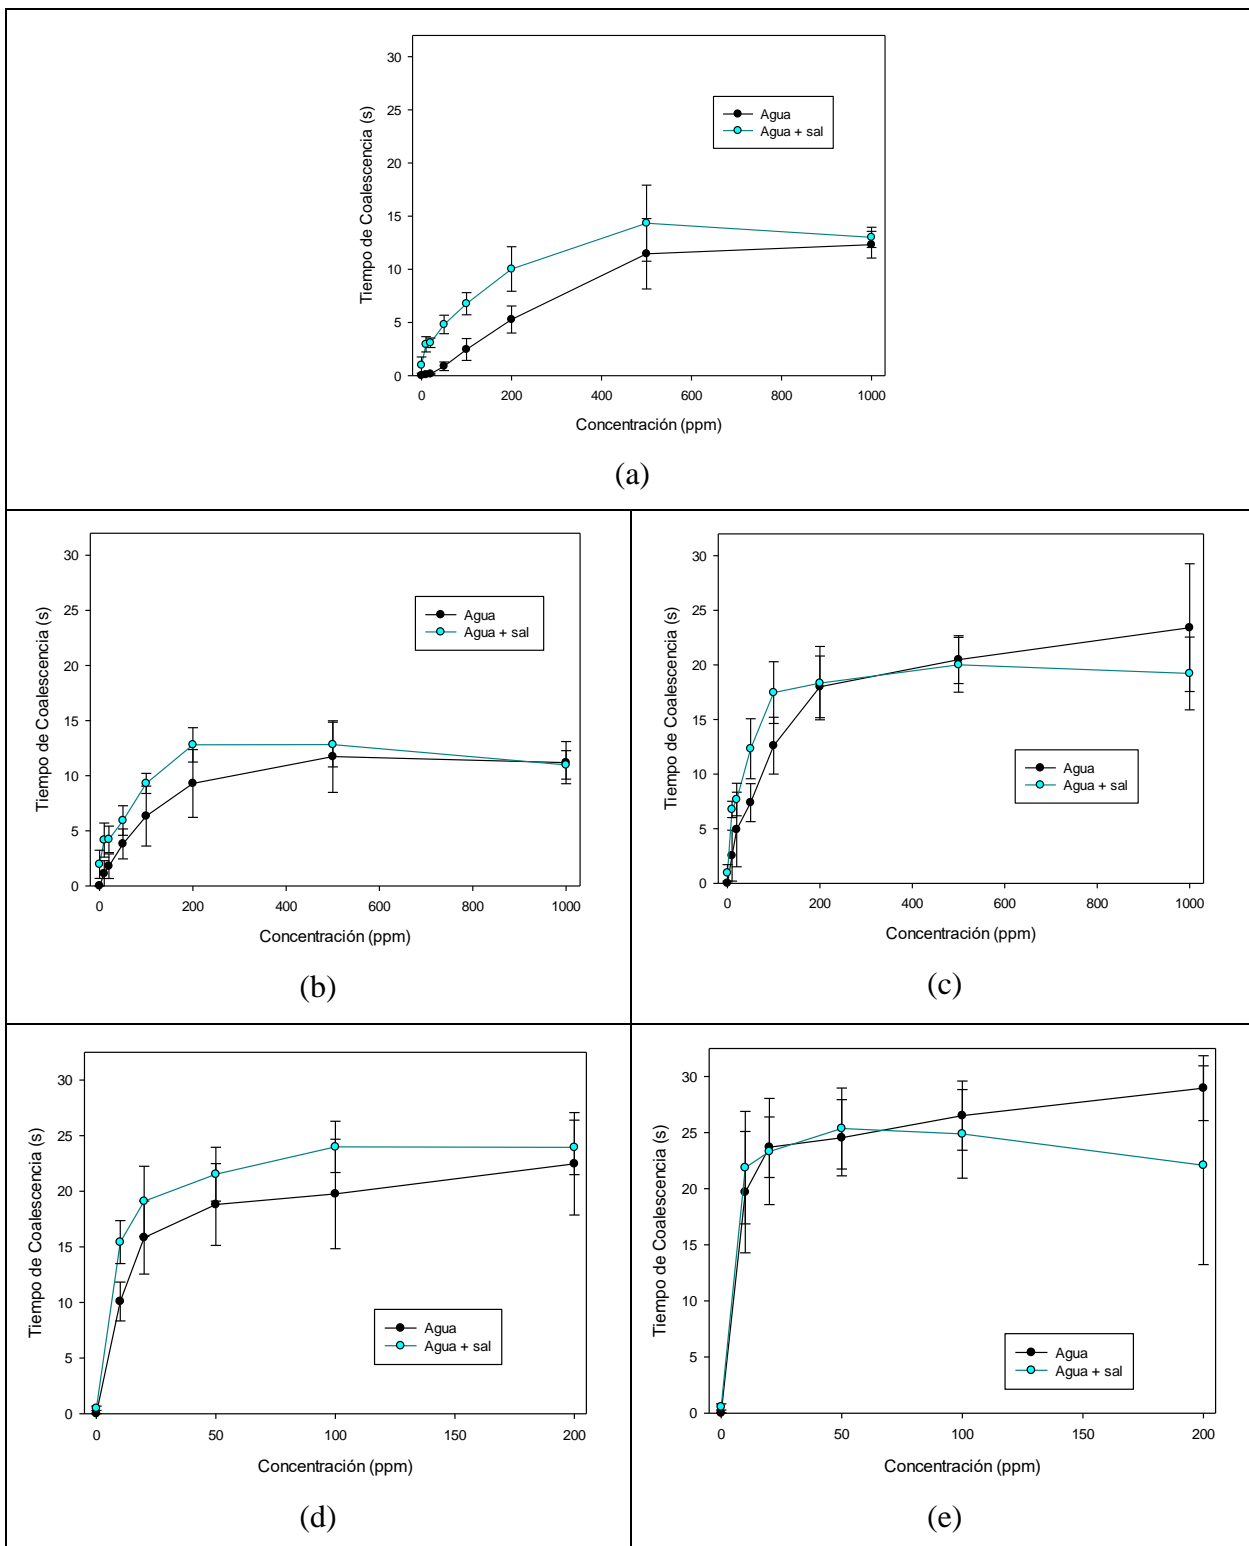 30
25
20
15
10
5
0
Tiempo de Coalescencia (s)
Agua
Agua + sal
0 200 400 600 800 1000
Concentración (ppm)
(a)
30
25
20
15
10
5
0
Tiempo de Coalescencia (s)
Agua
Agua + sal
0 200 400 600 800 1000
Concentración (ppm)
(b)
30
25
20
15
10
5
0
Tiempo de Coalescencia (s)
Agua
Agua + sal
0 200 400 600 800 1000
Concentración (ppm)
(c)
30
25
20
15
10
5
0
Tiempo de Coalescencia (s)
Agua
Agua + sal
0 50 100 150 200
Concentración (ppm)
(d)
30
25
20
15
10
5
0
Tiempo de Coalescencia (s)
Agua
Agua + sal
0 50 100 150 200
Concentración (ppm)
(e)